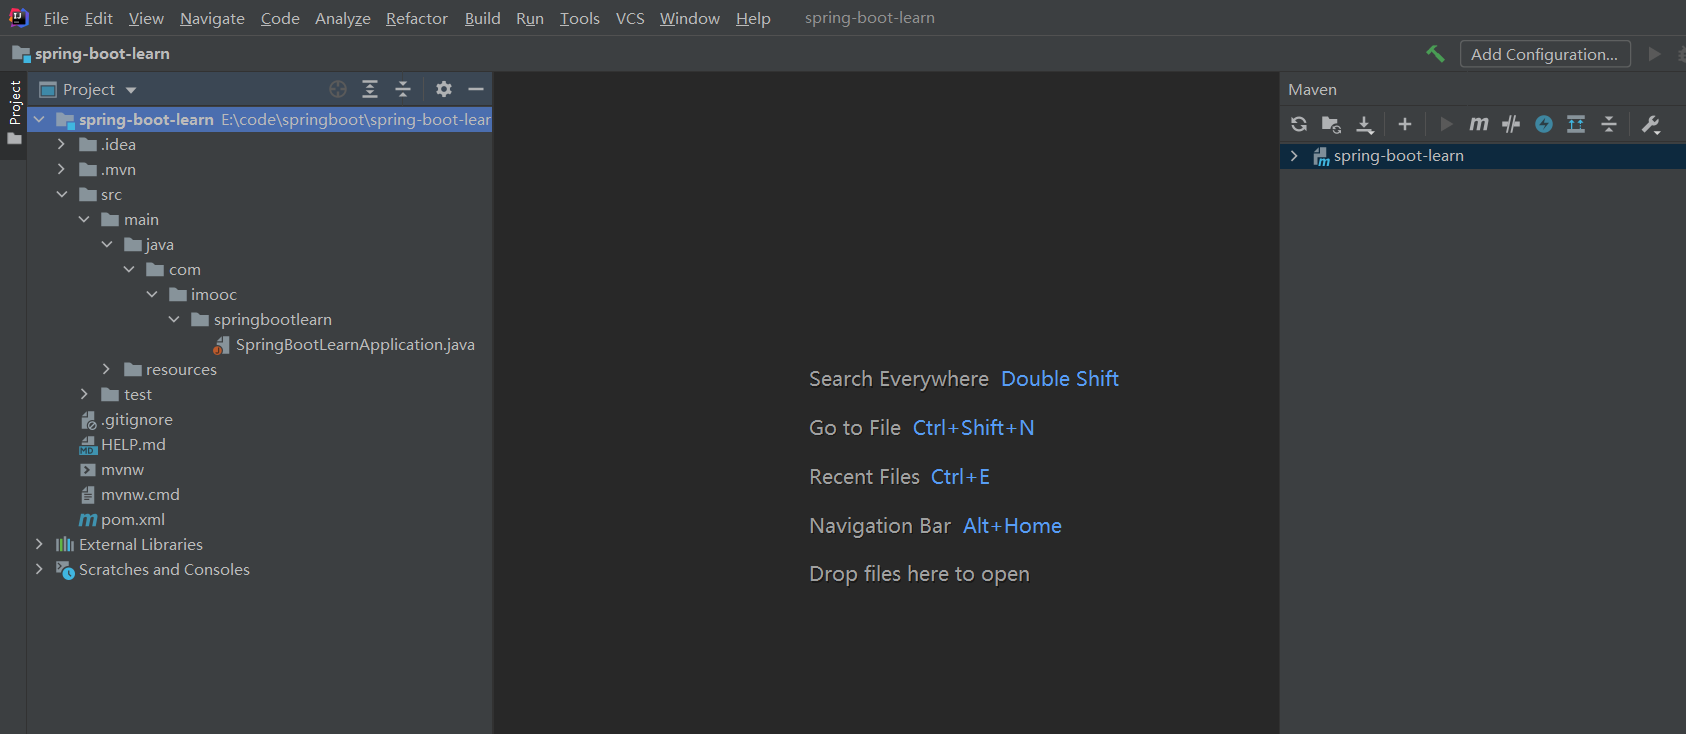 File Edit View Navigate Code Analyze Refactor Build Run Tools VCS Window Help spring-boot-learn
spring-boot-learn
Add Configuration...
Project
Project
spring-boot-learn E:\code\springboot\spring-boot-lear
.idea
.mvn
src
main
java
com
imooc
springbootlearn
SpringBootLearnApplication.java
resources
test
.gitignore
HELP.md
mvnw
mvnw.cmd
pom.xml
External Libraries
Scratches and Consoles
Search Everywhere Double Shift
Go to File Ctrl+Shift+N
Recent Files Ctrl+E
Navigation Bar Alt+Home
Drop files here to open
Maven
spring-boot-learn